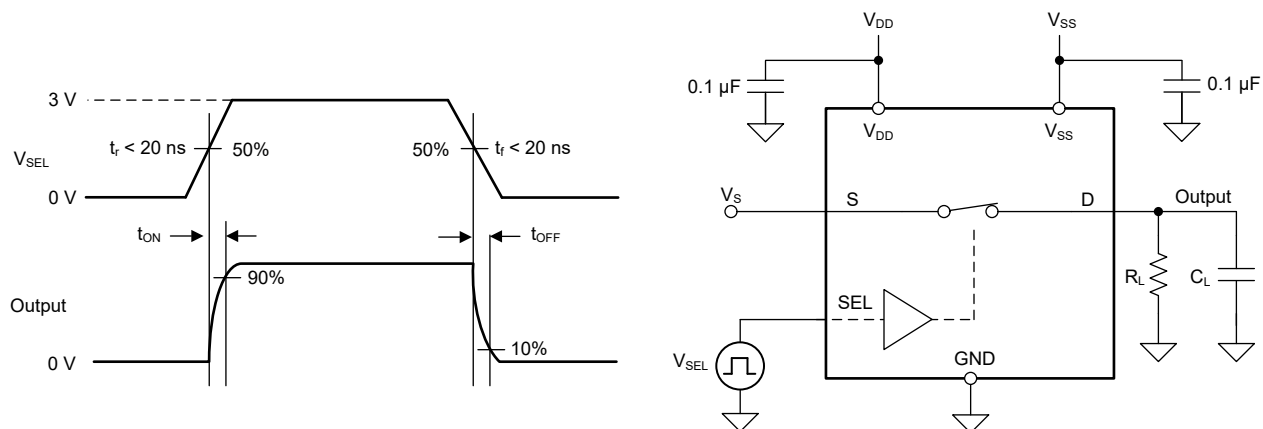 3 V
V_SEL
0 V
t_r < 20 ns
50%
50%
t_f < 20 ns
t_ON
t_OFF
90%
Output
0 V
10%
V_DD
V_SS
0.1 µF
0.1 µF
V_DD
V_SS
V_S
S
D
Output
R_L
C_L
SEL
V_SEL
GND